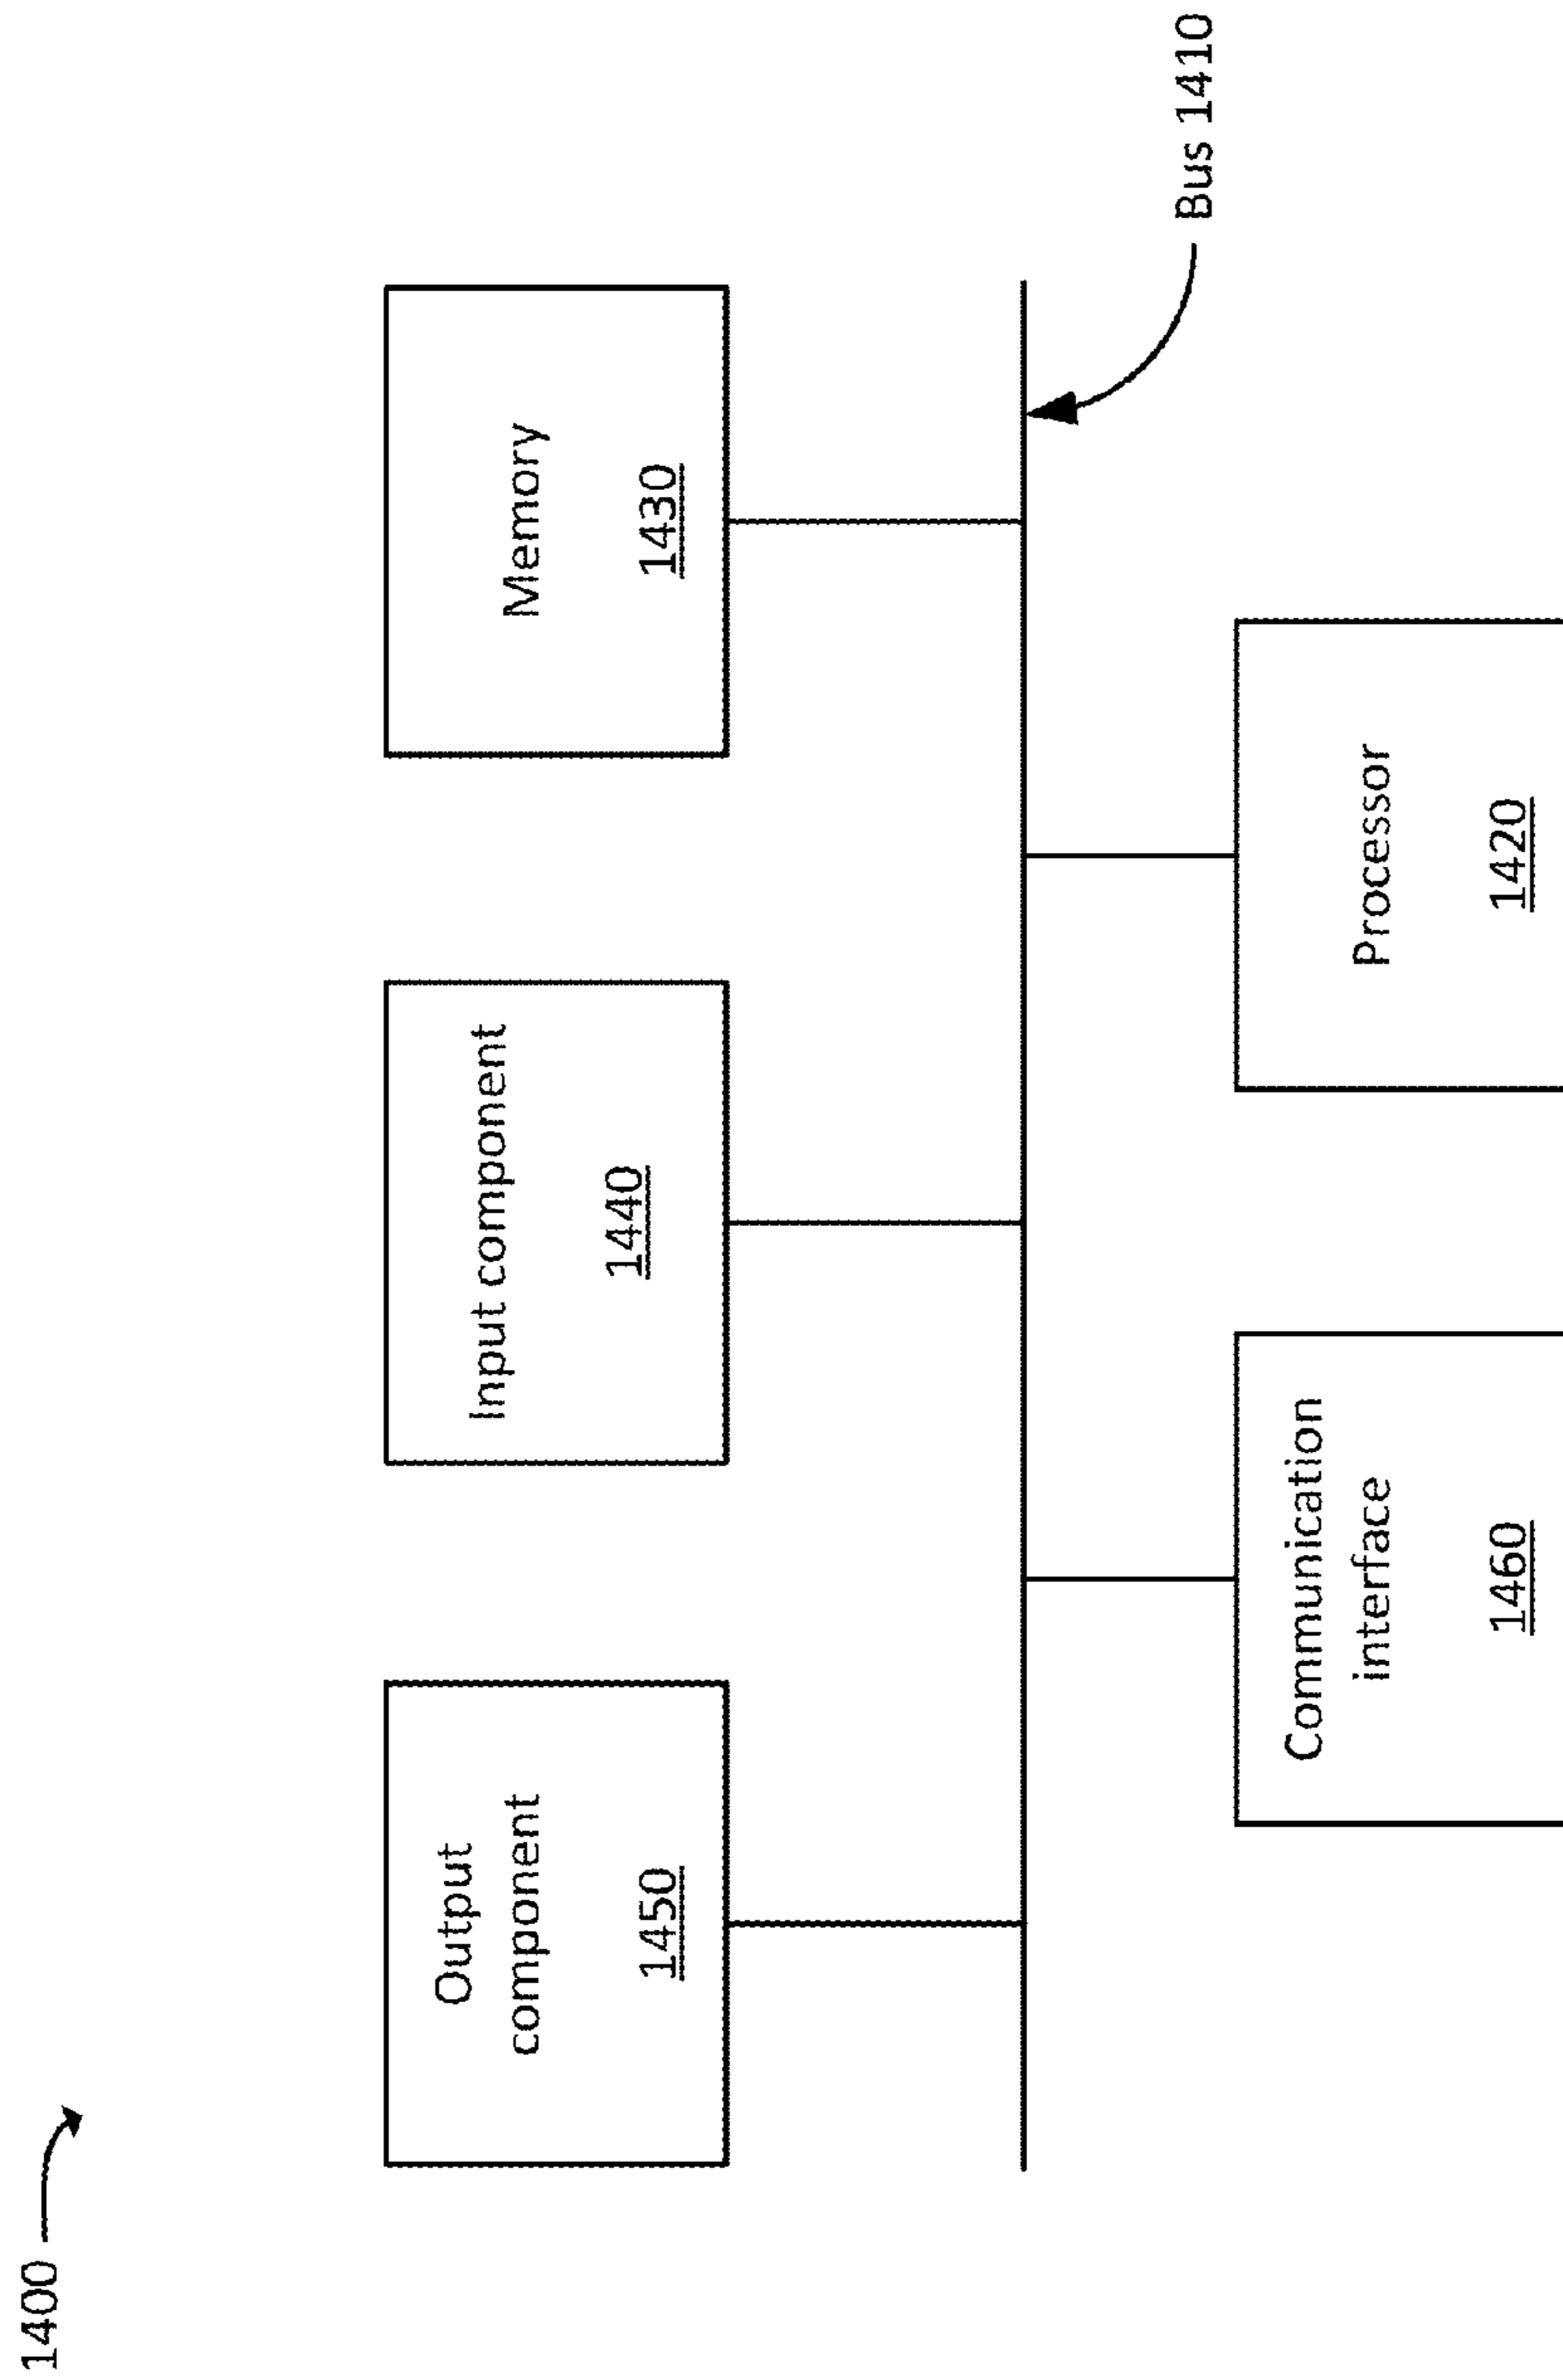 1400
Output
component
1450
Input component
1440
Memory
1430
Bus 1410
Communication
interface
1460
Processor
1420